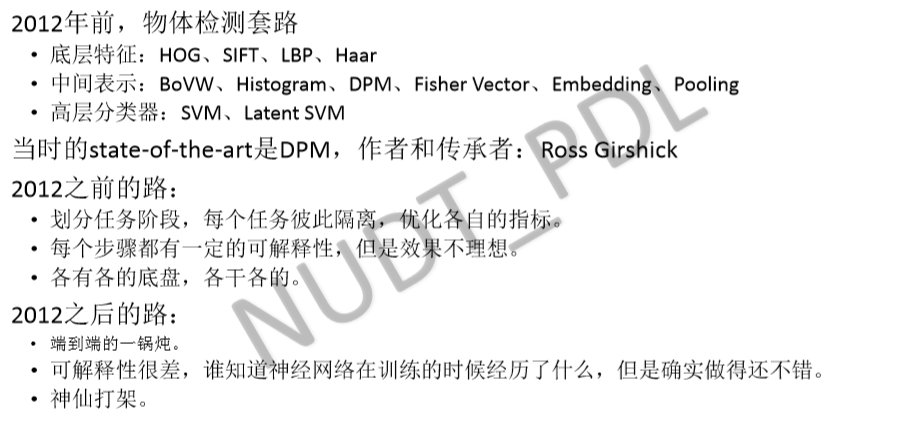 2012年前，物体检测套路
• 底层特征：HOG、SIFT、LBP、Haar
• 中间表示：BoVW、Histogram、DPM、Fisher Vector、Embedding、Pooling
• 高层分类器：SVM、Latent SVM
当时的state-of-the-art是DPM，作者和传承者：Ross Girshick
2012之前的路：
• 划分任务阶段，每个任务彼此隔离，优化各自的指标。
• 每个步骤都有一定的可解释性，但是效果不理想。
• 各有各的底盘，各干各的。
2012之后的路：
• 端到端的一锅炖。
• 可解释性很差，谁知道神经网络在训练的时候经历了什么，但是确实做得还不错。
• 神仙打架。
NUDT_PDL